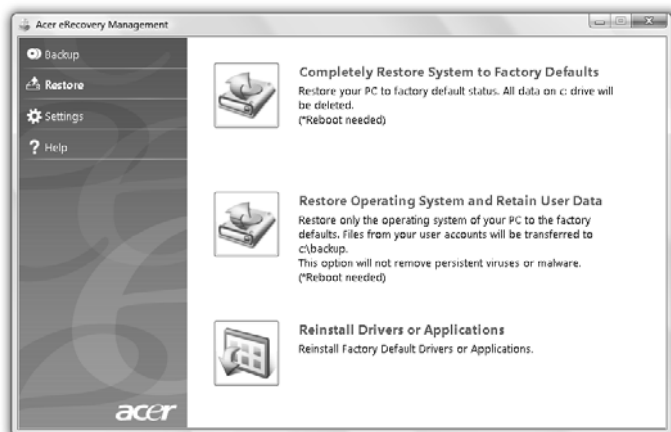 Acer eRecovery Management
Backup
Restore
Settings
Help
Completely Restore System to Factory Defaults
Restore your PC to factory default status. All data on c: drive will
be deleted.
(*Reboot needed)
Restore Operating System and Retain User Data
Restore only the operating system of your PC to the factory
defaults. Files from your user accounts will be transferred to
c:\backup.
This option will not remove persistent viruses or malware.
(*Reboot needed)
Reinstall Drivers or Applications
Reinstall Factory Default Drivers or Applications.
acer